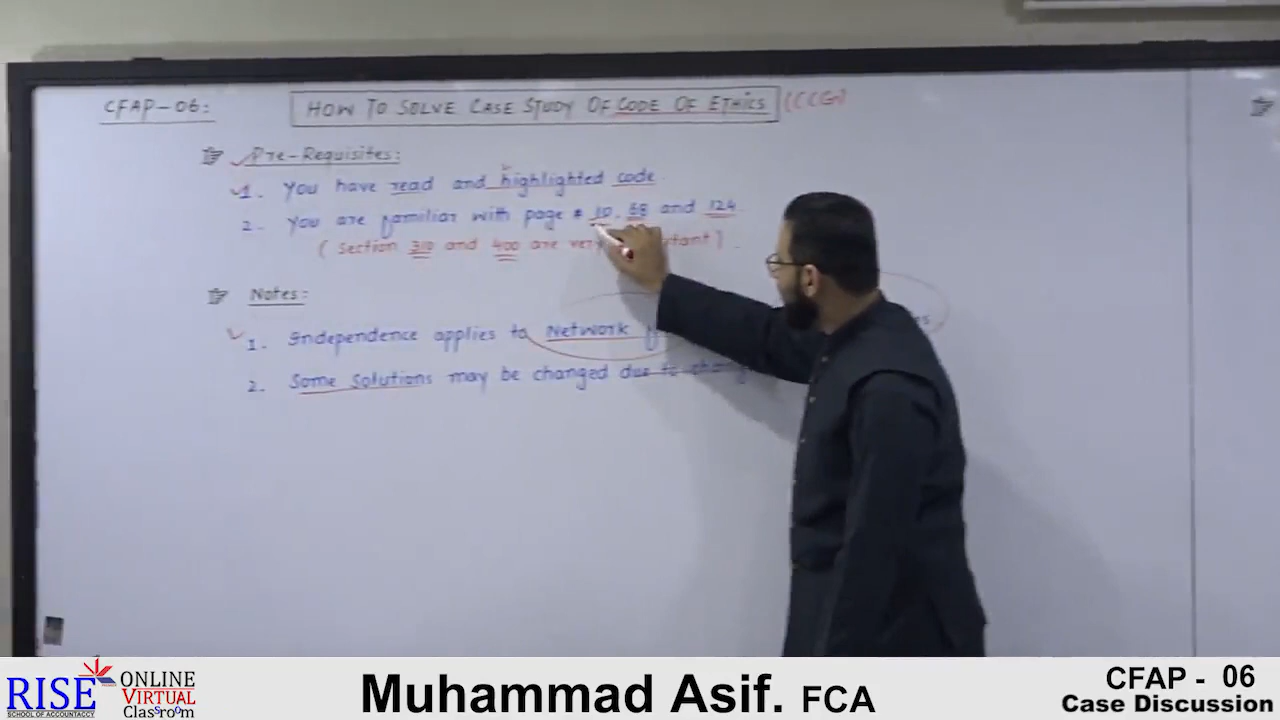 CFAP-06:
HOW TO SOLVE CASE STUDY OF CODE OF ETHICS (CCG)
Pre-Requisites:
1. You have read and highlighted code
2. You are familiar with page # 10, 58 and 124.
( Section 310 and 400 are very
Notes:
1. Independence applies to Network
2. Some solutions may be changed due to
RISE
SCHOOL OF ACCOUNTACY
ONLINE
VIRTUAL
Classroom
Muhammad Asif. FCA
CFAP - 06
Case Discussion